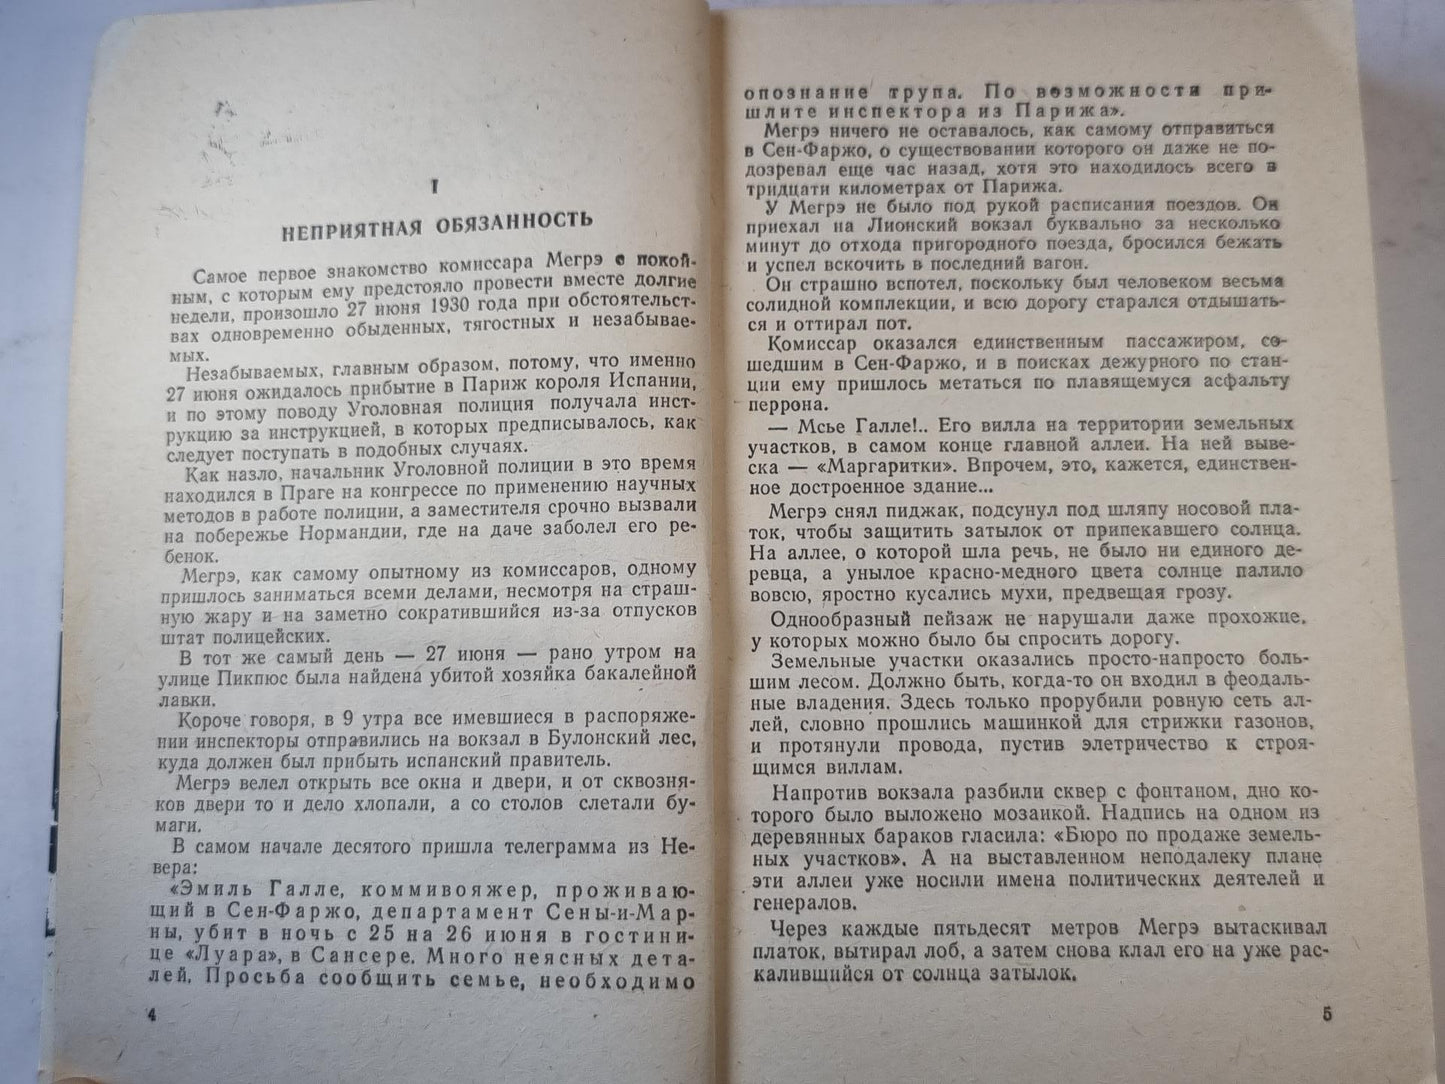 I
НЕПРИЯТНАЯ ОБЯЗАННОСТЬ
Самое первое знакомство комиссара Мегрэ с покой-
ным, с которым ему предстояло провести вместе долгие
недели, произошло 27 июня 1930 года при обстоятельст-
вах одновременно обыденных, тягостных и незабывае-
мых.
Незабываемых, главным образом, потому, что именно
27 июня ожидалось прибытие в Париж короля Испании,
и по этому поводу Уголовная полиция получала инст-
рукцию за инструкцией, в которых предписывалось, как
следует поступать в подобных случаях.
Как назло, начальник Уголовной полиции в это время
находился в Праге на конгрессе по применению научных
методов в работе полиции, а заместителя срочно вызвали
на побережье Нормандии, где на даче заболел его ре-
бенок.
Мегрэ, как самому опытному из комиссаров, одному
пришлось заниматься всеми делами, несмотря на страш-
ную жару и на заметно сократившийся из-за отпусков
штат полицейских.
В тот же самый день — 27 июня — рано утром на
улице Пикпюс была найдена убитой хозяйка бакалейной
лавки.
Короче говоря, в 9 утра все имевшиеся в распоряже-
нии инспекторы отправились на вокзал в Булонский лес,
куда должен был прибыть испанский правитель.
Мегрэ велел открыть все окна и двери, и от сквозня-
ков двери то и дело хлопали, а со столов слетали бу-
маги.
В самом начале десятого пришла телеграмма из Не-
вера:
«Эмиль Галле, коммивояжер, проживаю-
щий в Сен-Фаржо, департамент Сены-и-Мар-
ны, убит в ночь с 25 на 26 июня в гостини-
це «Луара», в Сансере. Много неясных дета-
лей. Просьба сообщить семье, необходимо
4
опознание трупа. По возможности при-
шлите инспектора из Парижа».
Мегрэ ничего не оставалось, как самому отправиться
в Сен-Фаржо, о существовании которого он даже не по-
дозревал еще час назад, хотя это находилось всего в
тридцати километрах от Парижа.
У Мегрэ не было под рукой расписания поездов. Он
приехал на Лионский вокзал буквально за несколько
минут до отхода пригородного поезда, бросился бежать
и успел вскочить в последний вагон.
Он страшно вспотел, поскольку был человеком весьма
солидной комплекции, и всю дорогу старался отдышать-
ся и оттирал пот.
Комиссар оказался единственным пассажиром, со-
шедшим в Сен-Фаржо, и в поисках дежурного по стан-
ции ему пришлось метаться по плавящемуся асфальту
перрона.
— Мсье Галле!.. Его вилла на территории земельных
участков, в самом конце главной аллеи. На ней выве-
ска — «Маргаритки». Впрочем, это, кажется, единствен-
ное достроенное здание...
Мегрэ снял пиджак, подсунул под шляпу носовой пла-
ток, чтобы защитить затылок от припекавшего солнца.
На аллее, о которой шла речь, не было ни единого де-
ревца, а унылое красно-медного цвета солнце палило
вовсю, яростно кусались мухи, предвещая грозу.
Однообразный пейзаж не нарушали даже прохожие,
у которых можно было бы спросить дорогу.
Земельные участки оказались просто-напросто боль-
шим лесом. Должно быть, когда-то он входил в феодаль-
ные владения. Здесь только прорубили ровную сеть ал-
лей, словно прошлись машинкой для стрижки газонов,
и протянули провода, пустив элетричество к строя-
щимся виллам.
Напротив вокзала разбили сквер с фонтаном, дно ко-
торого было выложено мозаикой. Надпись на одном из
деревянных бараков гласила: «Бюро по продаже земель-
ных участков». А на выставленном неподалеку плане
эти аллеи уже носили имена политических деятелей и
генералов.
Через каждые пятьдесят метров Мегрэ вытаскивал
платок, вытирал лоб, а затем снова клал его на уже рас-
калившийся от солнца затылок.
5